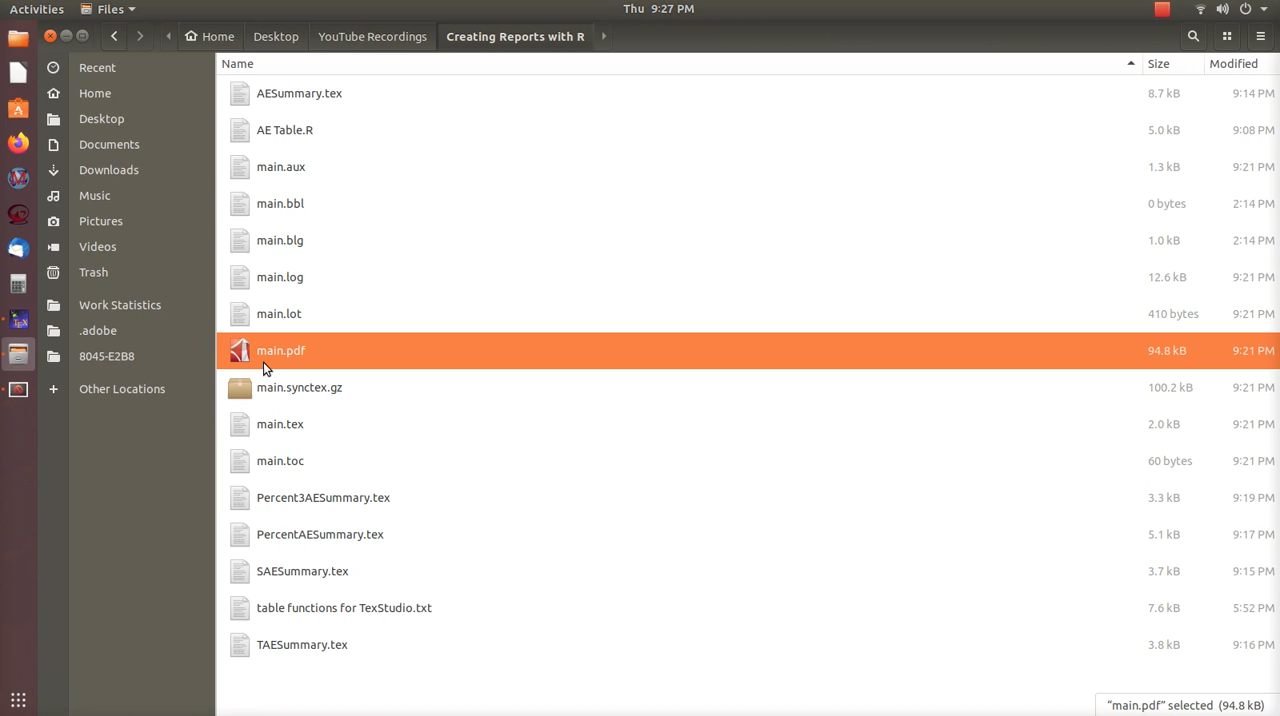 Activities Files Thu 9:27 PM
Home Desktop YouTube Recordings Creating Reports with R
Recent
Home
Desktop
Documents
Downloads
Music
Pictures
Videos
Trash
Work Statistics
.adobe
8045-E2B8
Other Locations
Name Size Modified
AESummary.tex 8.7 kB 9:14 PM
AE Table.R 5.0 kB 9:08 PM
main.aux 1.3 kB 9:21 PM
main.bbl 0 bytes 2:14 PM
main.blg 1.0 kB 2:14 PM
main.log 12.6 kB 9:21 PM
main.lot 410 bytes 9:21 PM
main.pdf 94.8 kB 9:21 PM
main.synctex.gz 100.2 kB 9:21 PM
main.tex 2.0 kB 9:21 PM
main.toc 60 bytes 9:21 PM
Percent3AESummary.tex 3.3 kB 9:19 PM
PercentAESummary.tex 5.1 kB 9:17 PM
SAESummary.tex 3.7 kB 9:15 PM
table functions for TexStudio.txt 7.6 kB 5:52 PM
TAESummary.tex 3.8 kB 9:16 PM
"main.pdf" selected (94.8 kB)